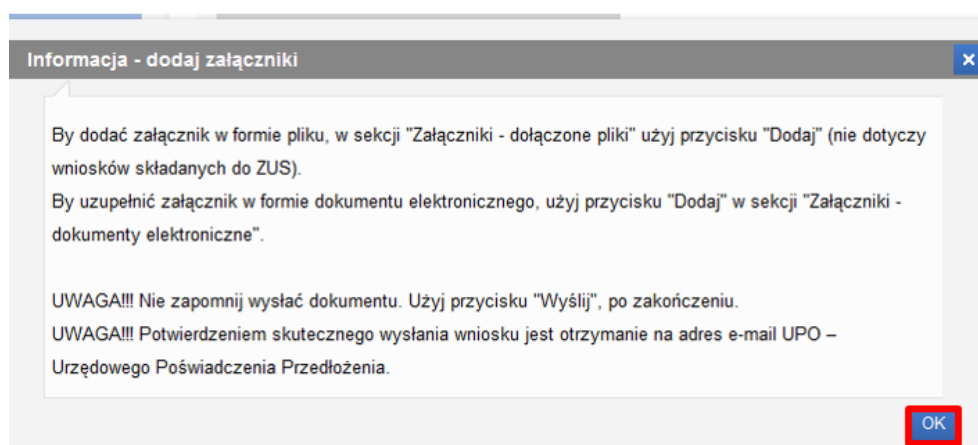 Informacja - dodaj załączniki
By dodać załącznik w formie pliku, w sekcji "Załączniki - dołączone pliki" użyj przycisku "Dodaj" (nie dotyczy
wniosków składanych do ZUS).
By uzupełnić załącznik w formie dokumentu elektronicznego, użyj przycisku "Dodaj" w sekcji "Załączniki -
dokumenty elektroniczne".
UWAGA!!! Nie zapomnij wysłać dokumentu. Użyj przycisku "Wyślij", po zakończeniu.
UWAGA!!! Potwierdzeniem skutecznego wysłania wniosku jest otrzymanie na adres e-mail UPO –
Urzędowego Poświadczenia Przedłożenia.
OK